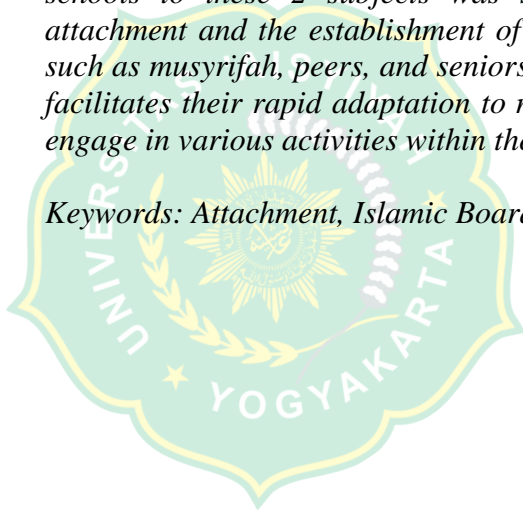 schools to these 2 subjects was s
attachment and the establishment of
such as musyrifah, peers, and seniors
facilitates their rapid adaptation to
engage in various activities within the
Keywords: Attachment, Islamic Board
UNIVERSITAS 'AISYIYAH
YOGYAKARTA